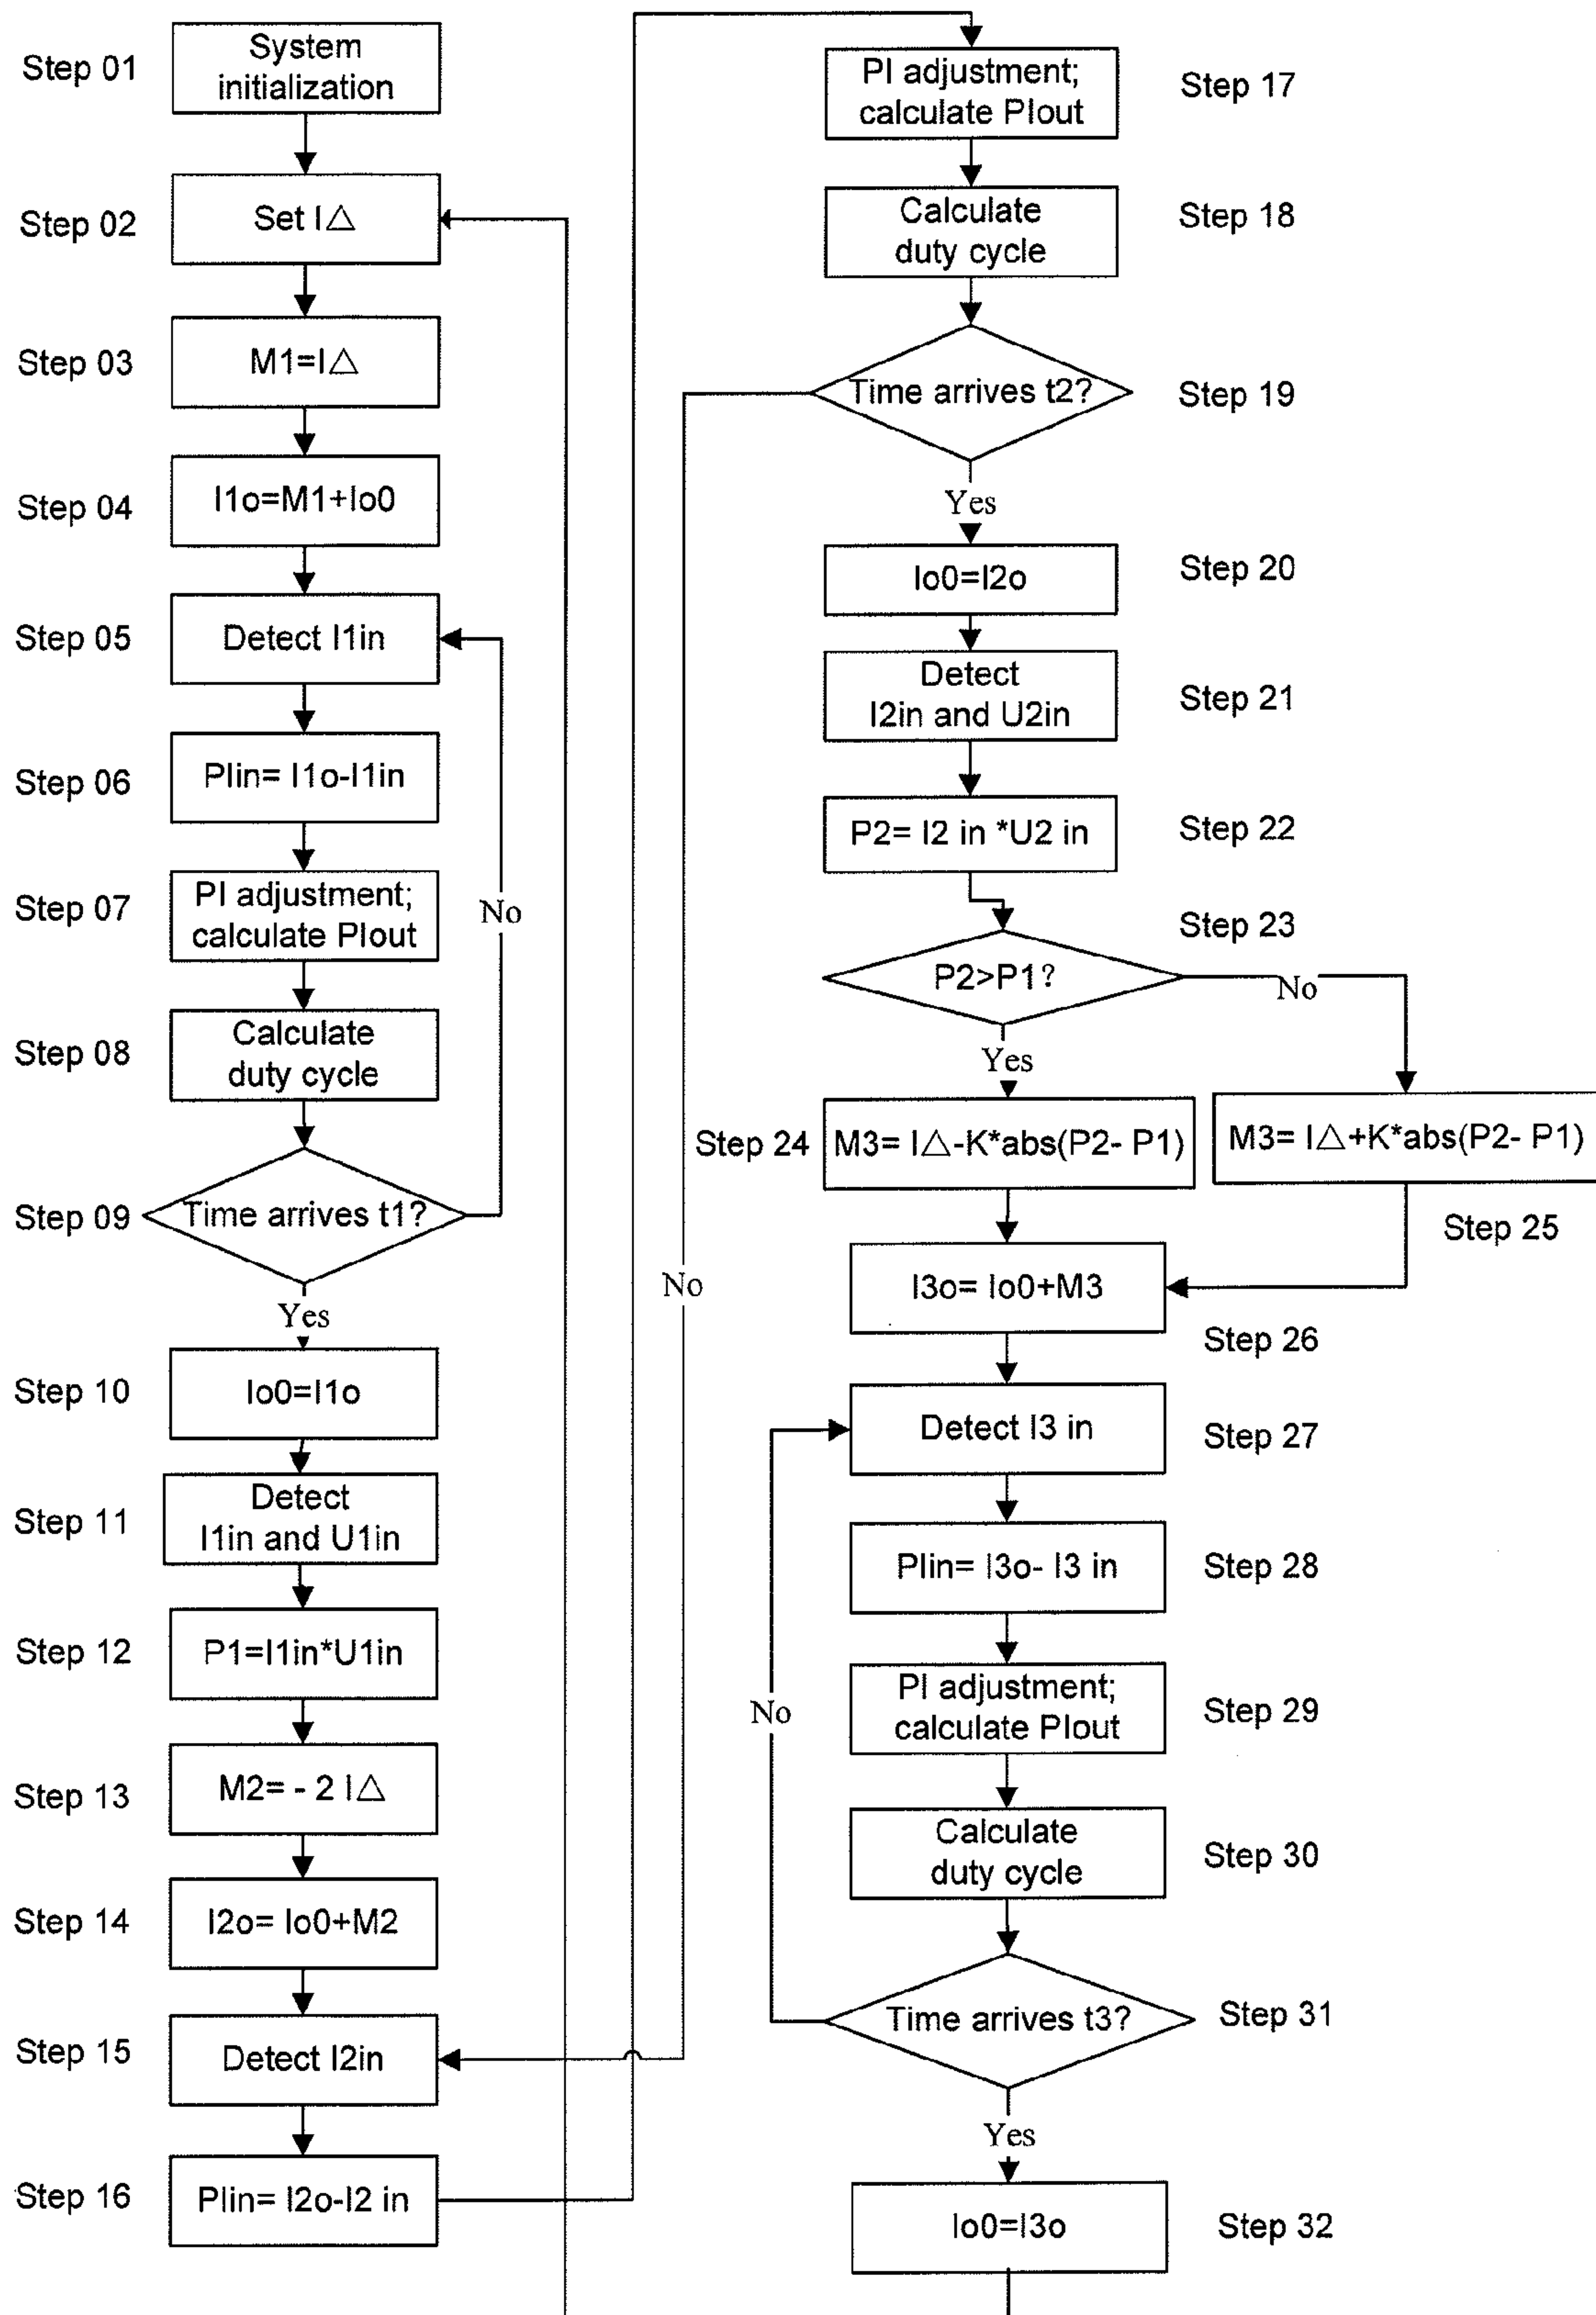 Step 01
System
initialization
Step 02
Set I△
Step 03
M1=I△
Step 04
I1o=M1+Io0
Step 05
Detect I1in
Step 06
PIin= I1o-I1in
Step 07
PI adjustment;
calculate PIout
No
Step 08
Calculate
duty cycle
Step 09
Time arrives t1?
Yes
Step 10
Io0=I1o
Step 11
Detect
I1in and U1in
Step 12
P1=I1in*U1in
Step 13
M2= - 2 I△
Step 14
I2o= Io0+M2
Step 15
Detect I2in
Step 16
PIin= I2o-I2 in
PI adjustment;
calculate PIout
Step 17
Calculate
duty cycle
Step 18
Time arrives t2?
Step 19
No
Yes
Io0=I2o
Step 20
Detect
I2in and U2in
Step 21
P2= I2 in *U2 in
Step 22
Step 23
P2>P1?
No
Yes
Step 24
M3= I△-K*abs(P2- P1)
M3= I△+K*abs(P2- P1)
Step 25
I3o= Io0+M3
Step 26
Detect I3 in
Step 27
PIin= I3o- I3 in
Step 28
PI adjustment;
calculate PIout
Step 29
No
Calculate
duty cycle
Step 30
Time arrives t3?
Step 31
Yes
Io0=I3o
Step 32